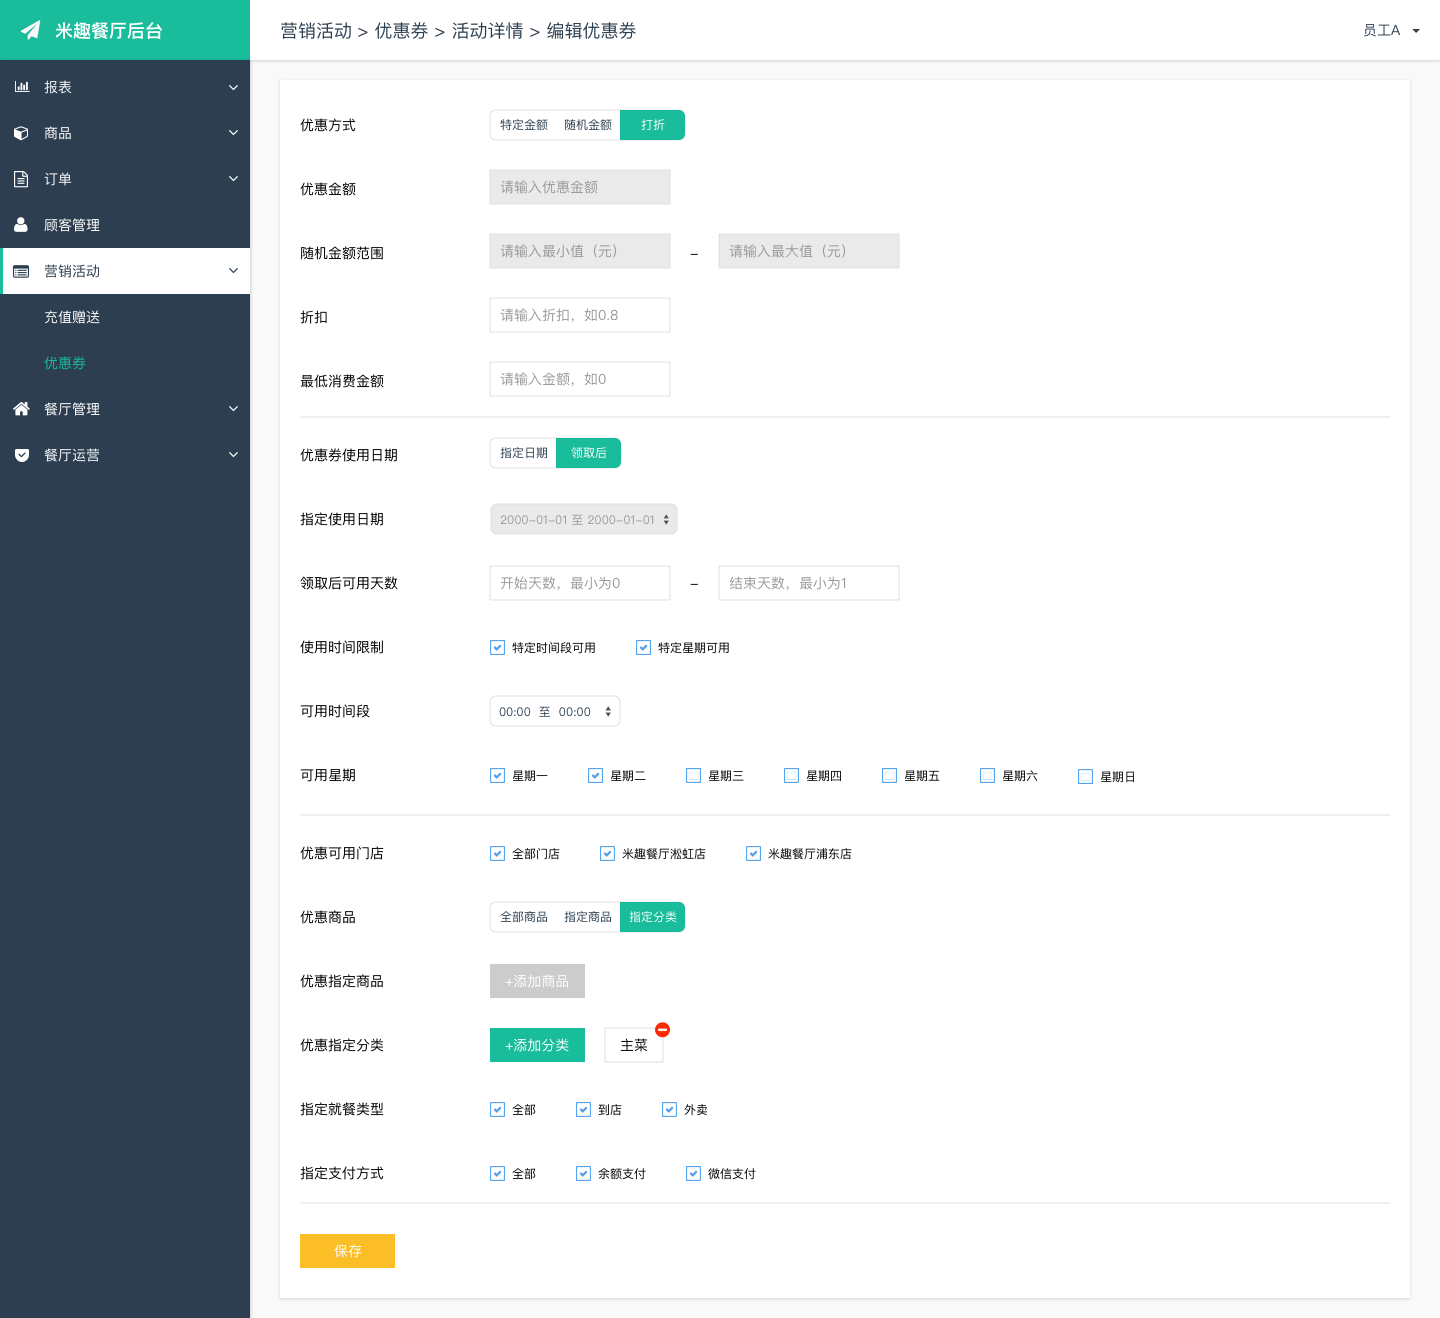 米趣餐厅后台
营销活动 > 优惠券 > 活动详情 > 编辑优惠券
员工A
报表
商品
订单
顾客管理
营销活动
充值赠送
优惠券
餐厅管理
餐厅运营
优惠方式 特定金额 随机金额 打折
优惠金额 请输入优惠金额
随机金额范围 请输入最小值（元） – 请输入最大值（元）
折扣 请输入折扣，如0.8
最低消费金额 请输入金额，如0
优惠券使用日期 指定日期 领取后
指定使用日期 2000-01-01 至 2000-01-01
领取后可用天数 开始天数，最小为0 – 结束天数，最小为1
使用时间限制 特定时间段可用 特定星期可用
可用时间段 00:00 至 00:00
可用星期 星期一 星期二 星期三 星期四 星期五 星期六 星期日
优惠可用门店 全部门店 米趣餐厅淞虹店 米趣餐厅浦东店
优惠商品 全部商品 指定商品 指定分类
优惠指定商品 +添加商品
优惠指定分类 +添加分类 主菜
指定就餐类型 全部 到店 外卖
指定支付方式 全部 余额支付 微信支付
保存